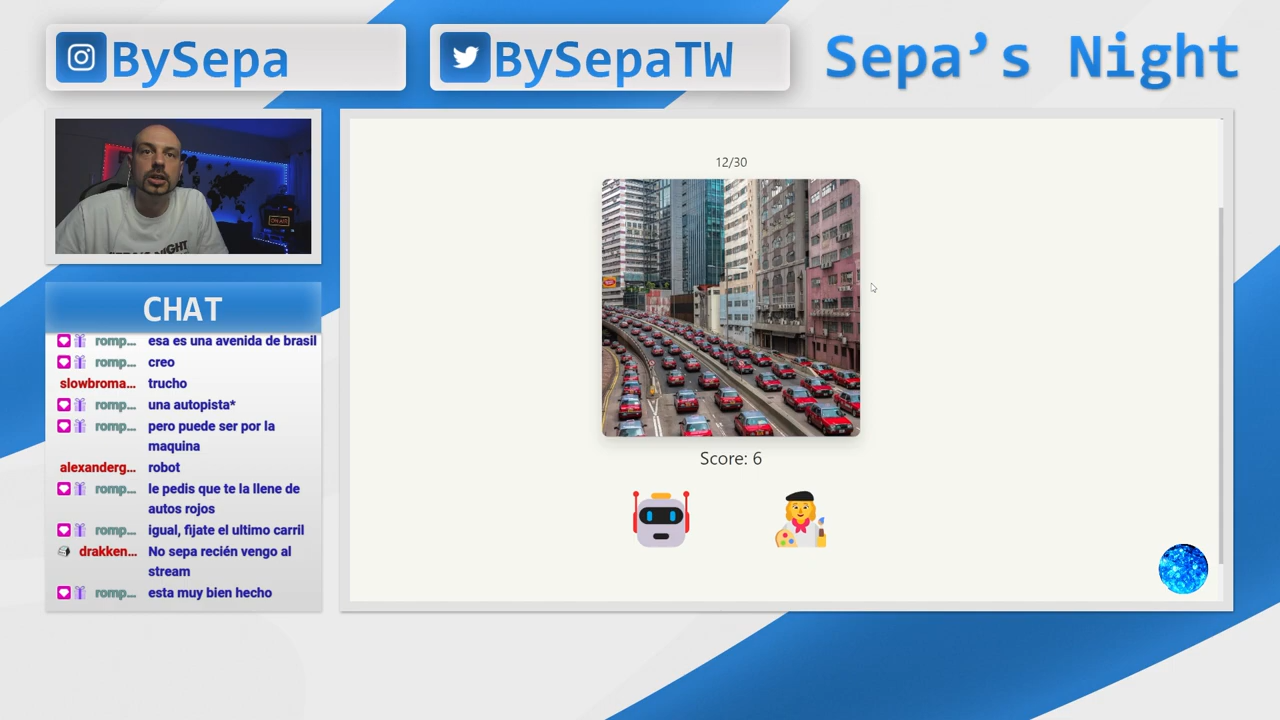 BySepa
BySepaTW
Sepa's Night
12/30
ON AIR
CHAT
romp... esa es una avenida de brasil
romp... creo
slowbroma... trucho
romp... una autopista*
romp... pero puede ser por la
maquina
alexanderg... robot
romp... le pedis que te la llene de
autos rojos
romp... igual, fijate el ultimo carril
drakken... No sepa recién vengo al
stream
romp... esta muy bien hecho
Score: 6